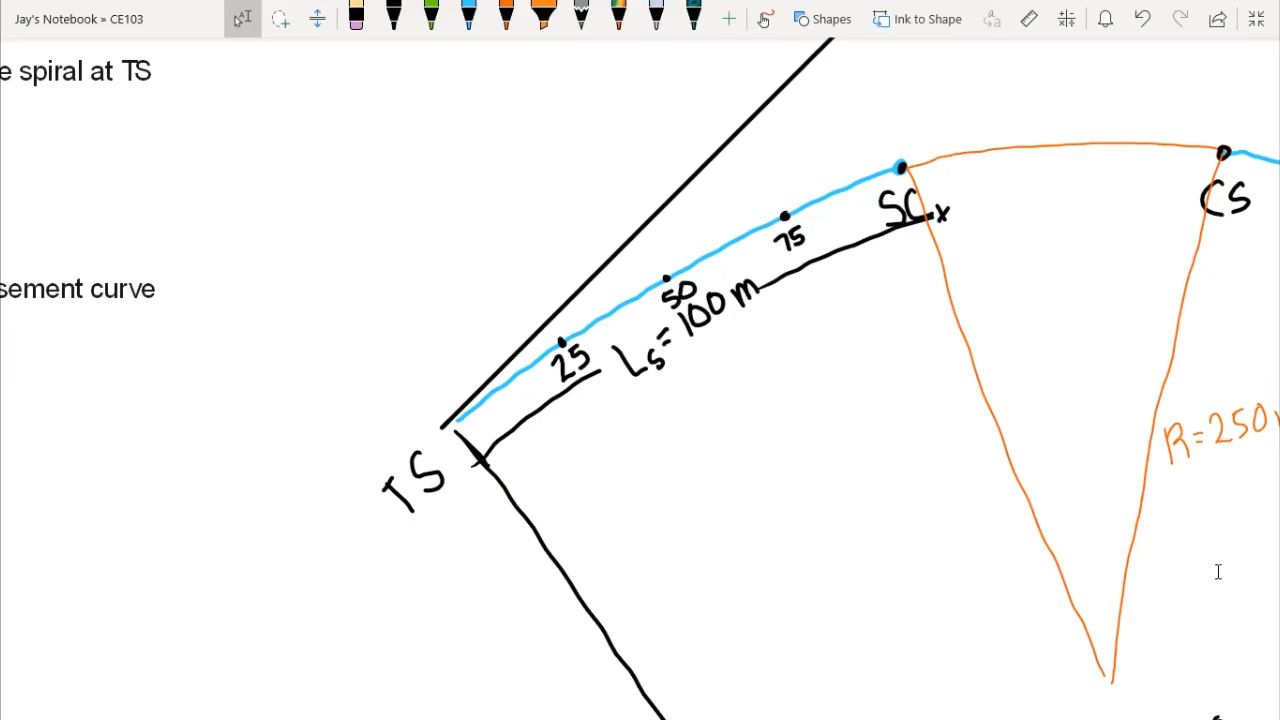 Jay's Notebook » CE103
Shapes
Ink to Shape
e spiral at TS
SC
CS
75
sement curve
50
25
Ls = 100 m
R=250
TS